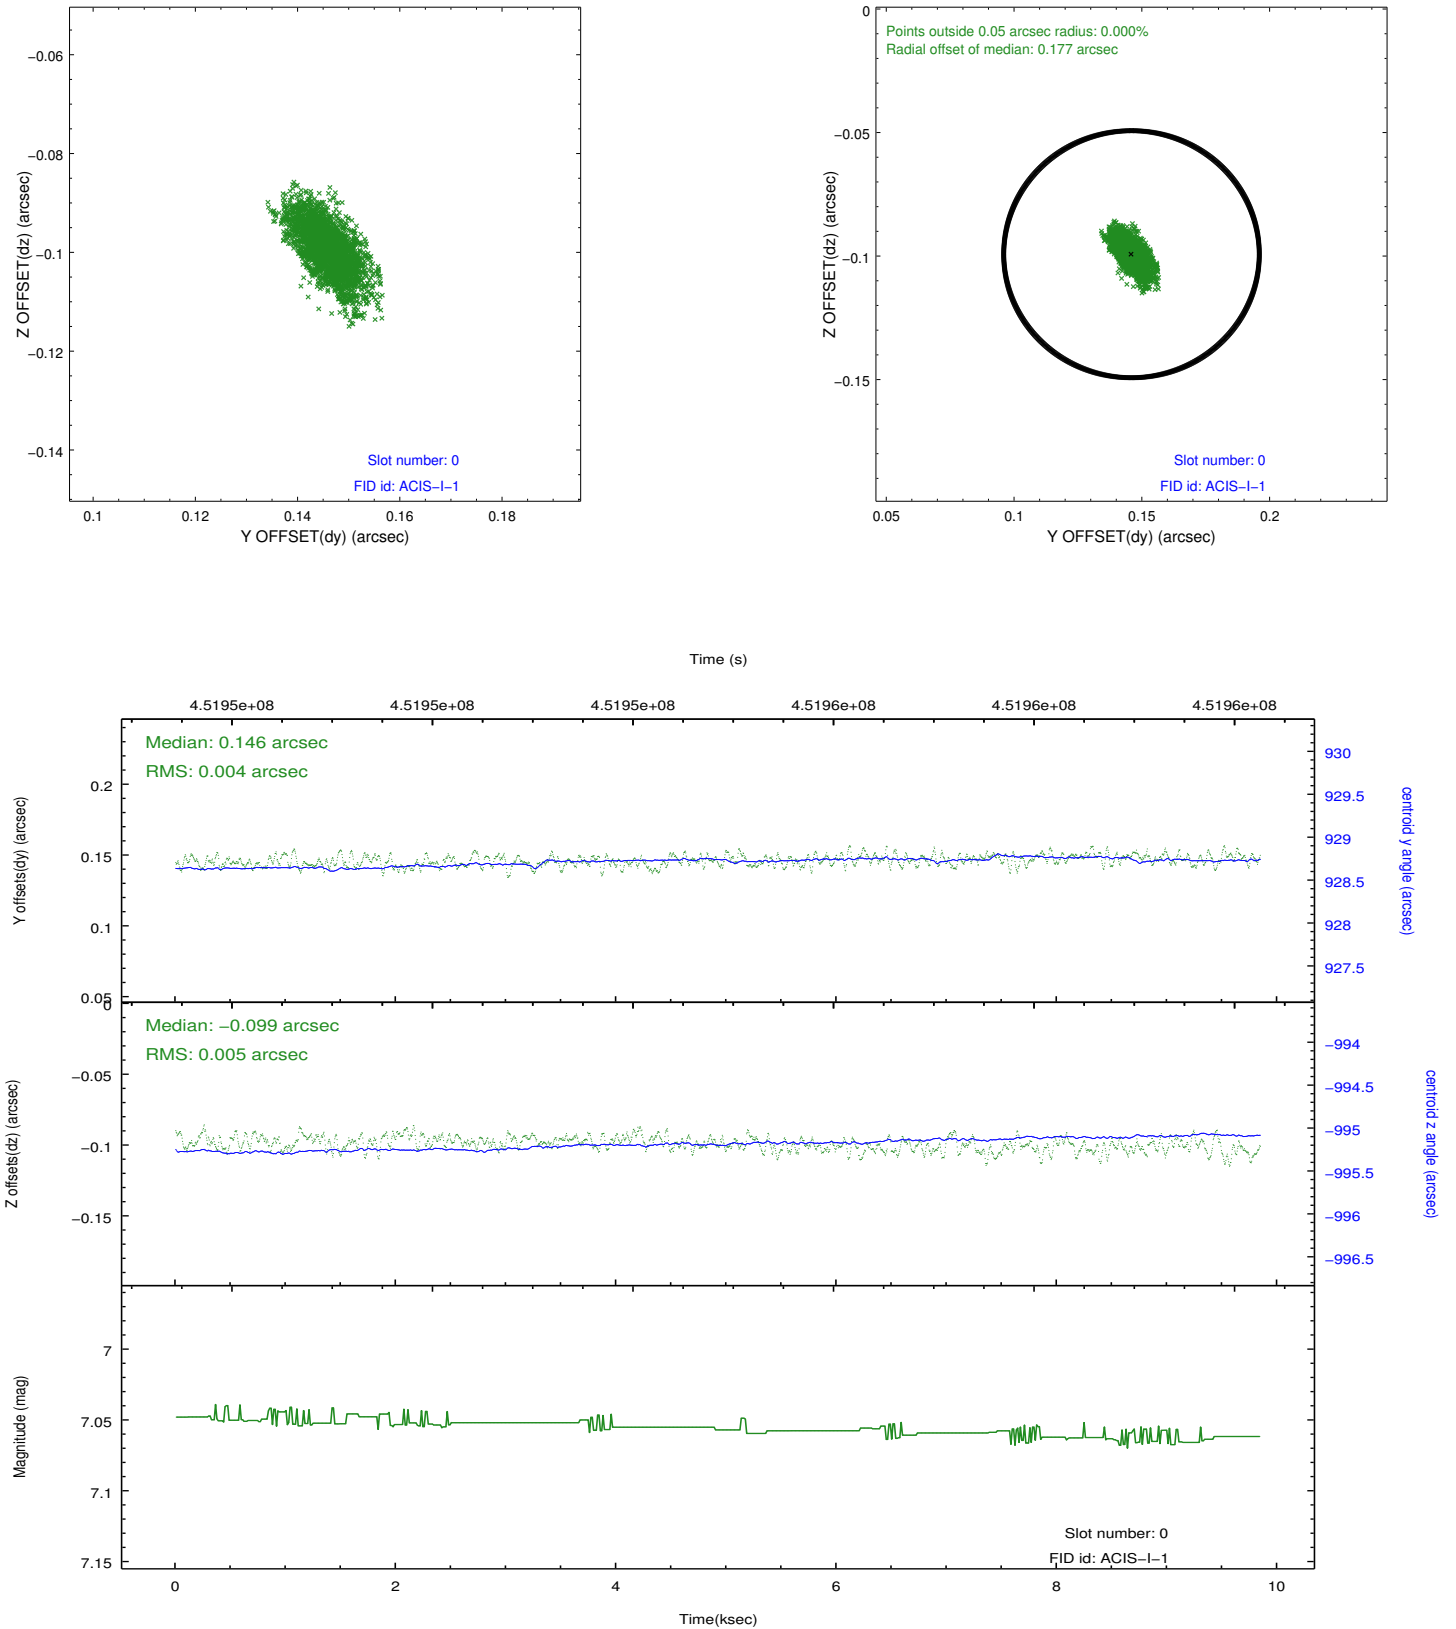 −0.06
−0.08
−0.1
−0.12
−0.14
Z OFFSET(dz) (arcsec)
Slot number: 0
FID id: ACIS−I−1
0.1 0.12 0.14 0.16 0.18
Y OFFSET(dy) (arcsec)
Points outside 0.05 arcsec radius: 0.000%
Radial offset of median: 0.177 arcsec
0
−0.05
−0.1
−0.15
Z OFFSET(dz) (arcsec)
Slot number: 0
FID id: ACIS−I−1
0.05 0.1 0.15 0.2
Y OFFSET(dy) (arcsec)
Time (s)
4.5195e+08 4.5195e+08 4.5195e+08 4.5196e+08 4.5196e+08 4.5196e+08
Median: 0.146 arcsec
RMS: 0.004 arcsec
0.2
0.15
0.1
0.05
Y offsets(dy) (arcsec)
930
929.5
929
928.5
928
927.5
centroid y angle (arcsec)
Median: −0.099 arcsec
RMS: 0.005 arcsec
0
−0.05
−0.1
−0.15
Z offsets(dz) (arcsec)
−994
−994.5
−995
−995.5
−996
−996.5
centroid z angle (arcsec)
7
7.05
7.1
7.15
Magnitude (mag)
Slot number: 0
FID id: ACIS−I−1
0 2 4 6 8 10
Time(ksec)